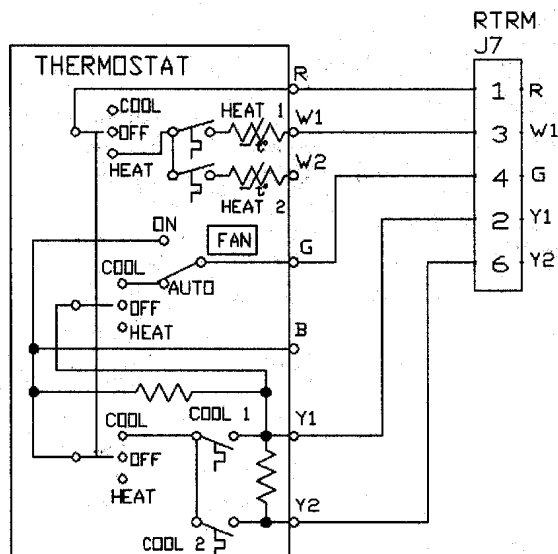 RTRM
J7
THERMOSTAT
R
1 R
COOL
HEAT 1
W1
OFF
3 W1
HEAT
W2
4 G
HEAT 2
ON
FAN
G
2 Y1
COOL
AUTO
6 Y2
OFF
HEAT
B
COOL
COOL 1
Y1
OFF
HEAT
Y2
COOL 2